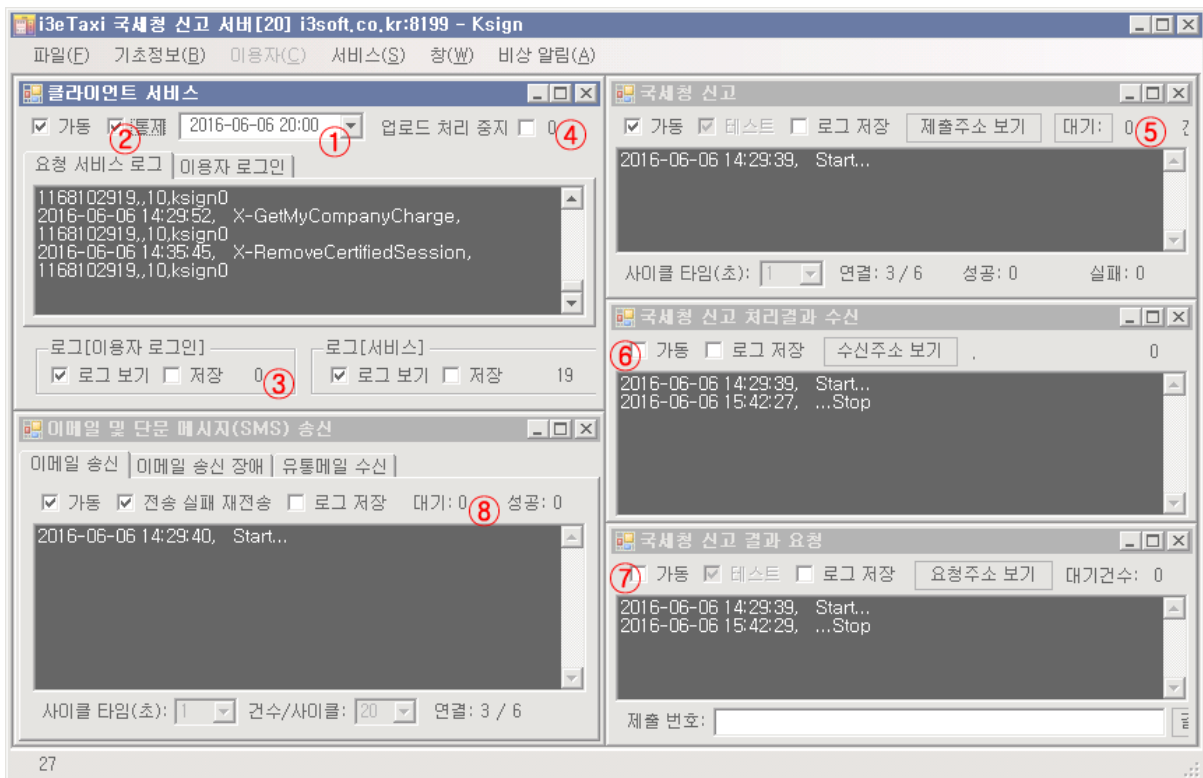 i3eTaxi 국세청 신고 서버[20] i3soft.co.kr:8199 - Ksign
파일(F) 기초정보(B) 이용자(C) 서비스(S) 창(W) 비상 알림(A)
클라이언트 서비스
가동 ② 통제 2016-06-06 20:00 ① 업로드 처리 중지 0 ④
요청 서비스 로그 이용자 로그인
1168102919,,10,ksign0
2016-06-06 14:29:52, X-GetMyCompanyCharge,
1168102919,,10,ksign0
2016-06-06 14:35:45, X-RemoveCertifiedSession,
1168102919,,10,ksign0
로그[이용자 로그인] 로그[서비스]
로그 보기 저장 0 ③ 로그 보기 저장 19
이메일 및 단문 메시지(SMS) 송신
이메일 송신 이메일 송신 장애 유통메일 수신
가동 전송 실패 재전송 로그 저장 대기: 0 ⑧ 성공: 0
2016-06-06 14:29:40, Start...
사이클 타임(초): 1 건수/사이클: 20 연결: 3 / 6
국세청 신고
가동 테스트 로그 저장 제출주소 보기 대기: 0 ⑤
2016-06-06 14:29:39, Start...
사이클 타임(초): 1 연결: 3 / 6 성공: 0 실패: 0
국세청 신고 처리결과 수신
⑥ 가동 로그 저장 수신주소 보기 . 0
2016-06-06 14:29:39, Start...
2016-06-06 15:42:27, ...Stop
국세청 신고 결과 요청
⑦ 가동 테스트 로그 저장 요청주소 보기 대기건수: 0
2016-06-06 14:29:39, Start...
2016-06-06 15:42:29, ...Stop
제출 번호:
27